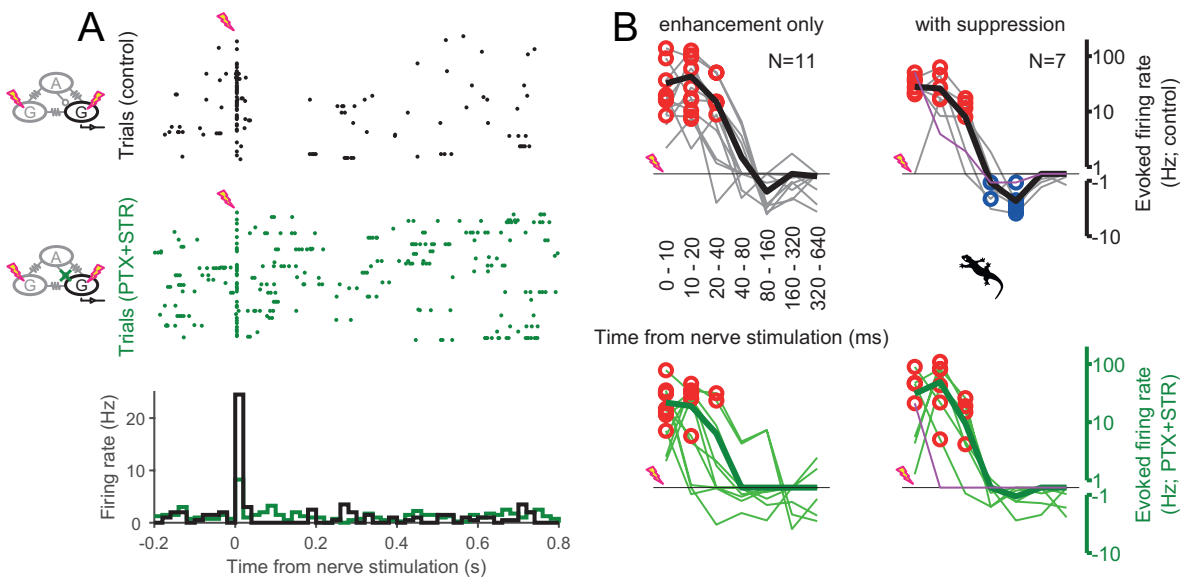 A
Trials (control)
A
G
G
Trials (PTX+STR)
A
G
G
Firing rate (Hz)
20
10
0
-0.2
0
0.2
0.4
0.6
0.8
Time from nerve stimulation (s)
B
enhancement only
with suppression
N=11
N=7
100
10
1
-1
-10
Evoked firing rate
(Hz; control)
0 - 10
10 - 20
20 - 40
40 - 80
80 - 160
160 - 320
320 - 640
Time from nerve stimulation (ms)
100
10
1
-1
-10
Evoked firing rate
(Hz; PTX+STR)